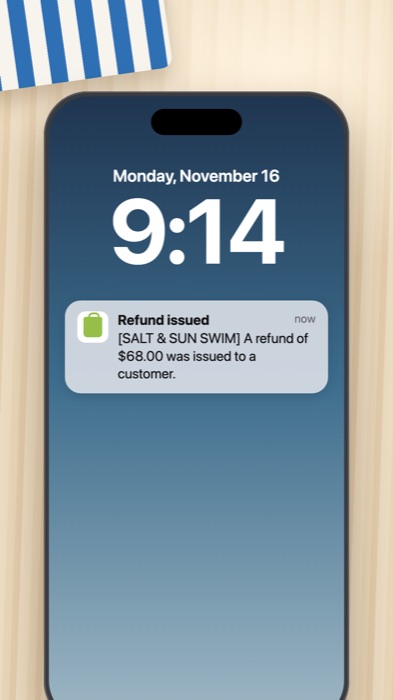 Monday, November 16
9:14
Refund issued
now
[SALT & SUN SWIM] A refund of
$68.00 was issued to a
customer.